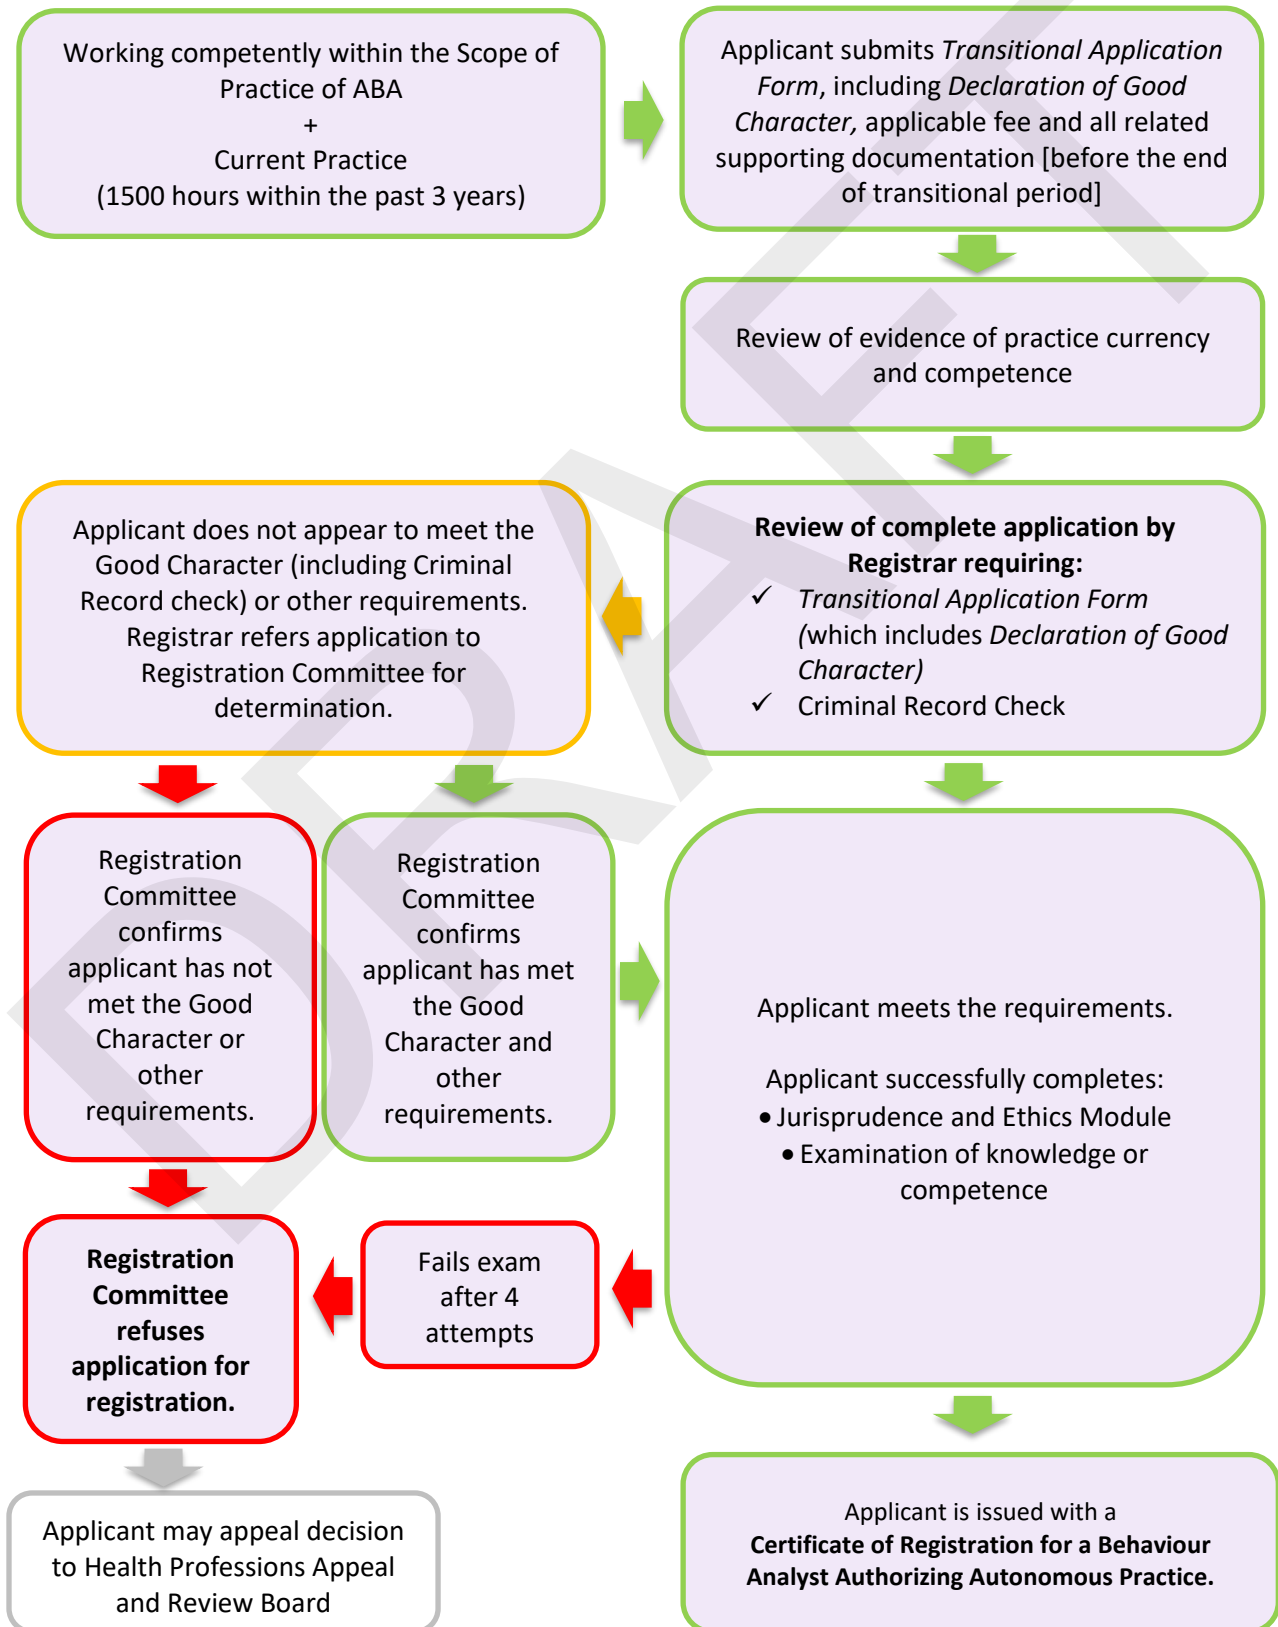 Working competently within the Scope of
Practice of ABA
+
Current Practice
(1500 hours within the past 3 years)
Applicant submits Transitional Application
Form, including Declaration of Good
Character, applicable fee and all related
supporting documentation [before the end
of transitional period]
Review of evidence of practice currency
and competence
Review of complete application by
Registrar requiring:
✓ Transitional Application Form
(which includes Declaration of Good
Character)
✓ Criminal Record Check
Applicant does not appear to meet the
Good Character (including Criminal
Record check) or other requirements.
Registrar refers application to
Registration Committee for
determination.
Registration
Committee
confirms
applicant has not
met the Good
Character or
other
requirements.
Registration
Committee
confirms
applicant has met
the Good
Character and
other
requirements.
Applicant meets the requirements.
Applicant successfully completes:
• Jurisprudence and Ethics Module
• Examination of knowledge or
competence
Fails exam
after 4
attempts
Registration
Committee
refuses
application for
registration.
Applicant may appeal decision
to Health Professions Appeal
and Review Board
Applicant is issued with a
Certificate of Registration for a Behaviour
Analyst Authorizing Autonomous Practice.
DRAFT